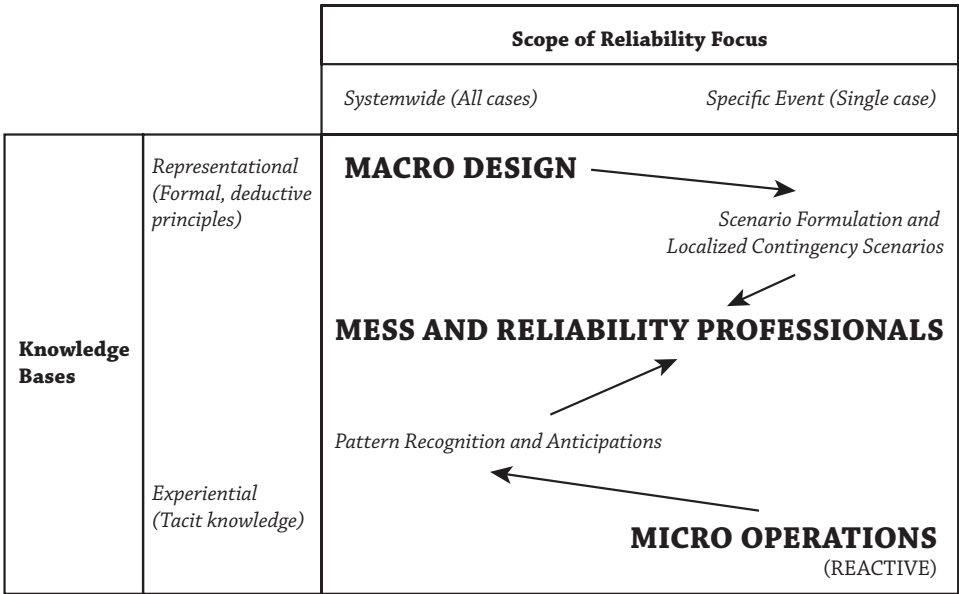 Scope of Reliability Focus
Systemwide (All cases)
Specific Event (Single case)
Knowledge
Bases
Representational
(Formal, deductive
principles)
MACRO DESIGN
Scenario Formulation and
Localized Contingency Scenarios
MESS AND RELIABILITY PROFESSIONALS
Pattern Recognition and Anticipations
Experiential
(Tacit knowledge)
MICRO OPERATIONS
(REACTIVE)